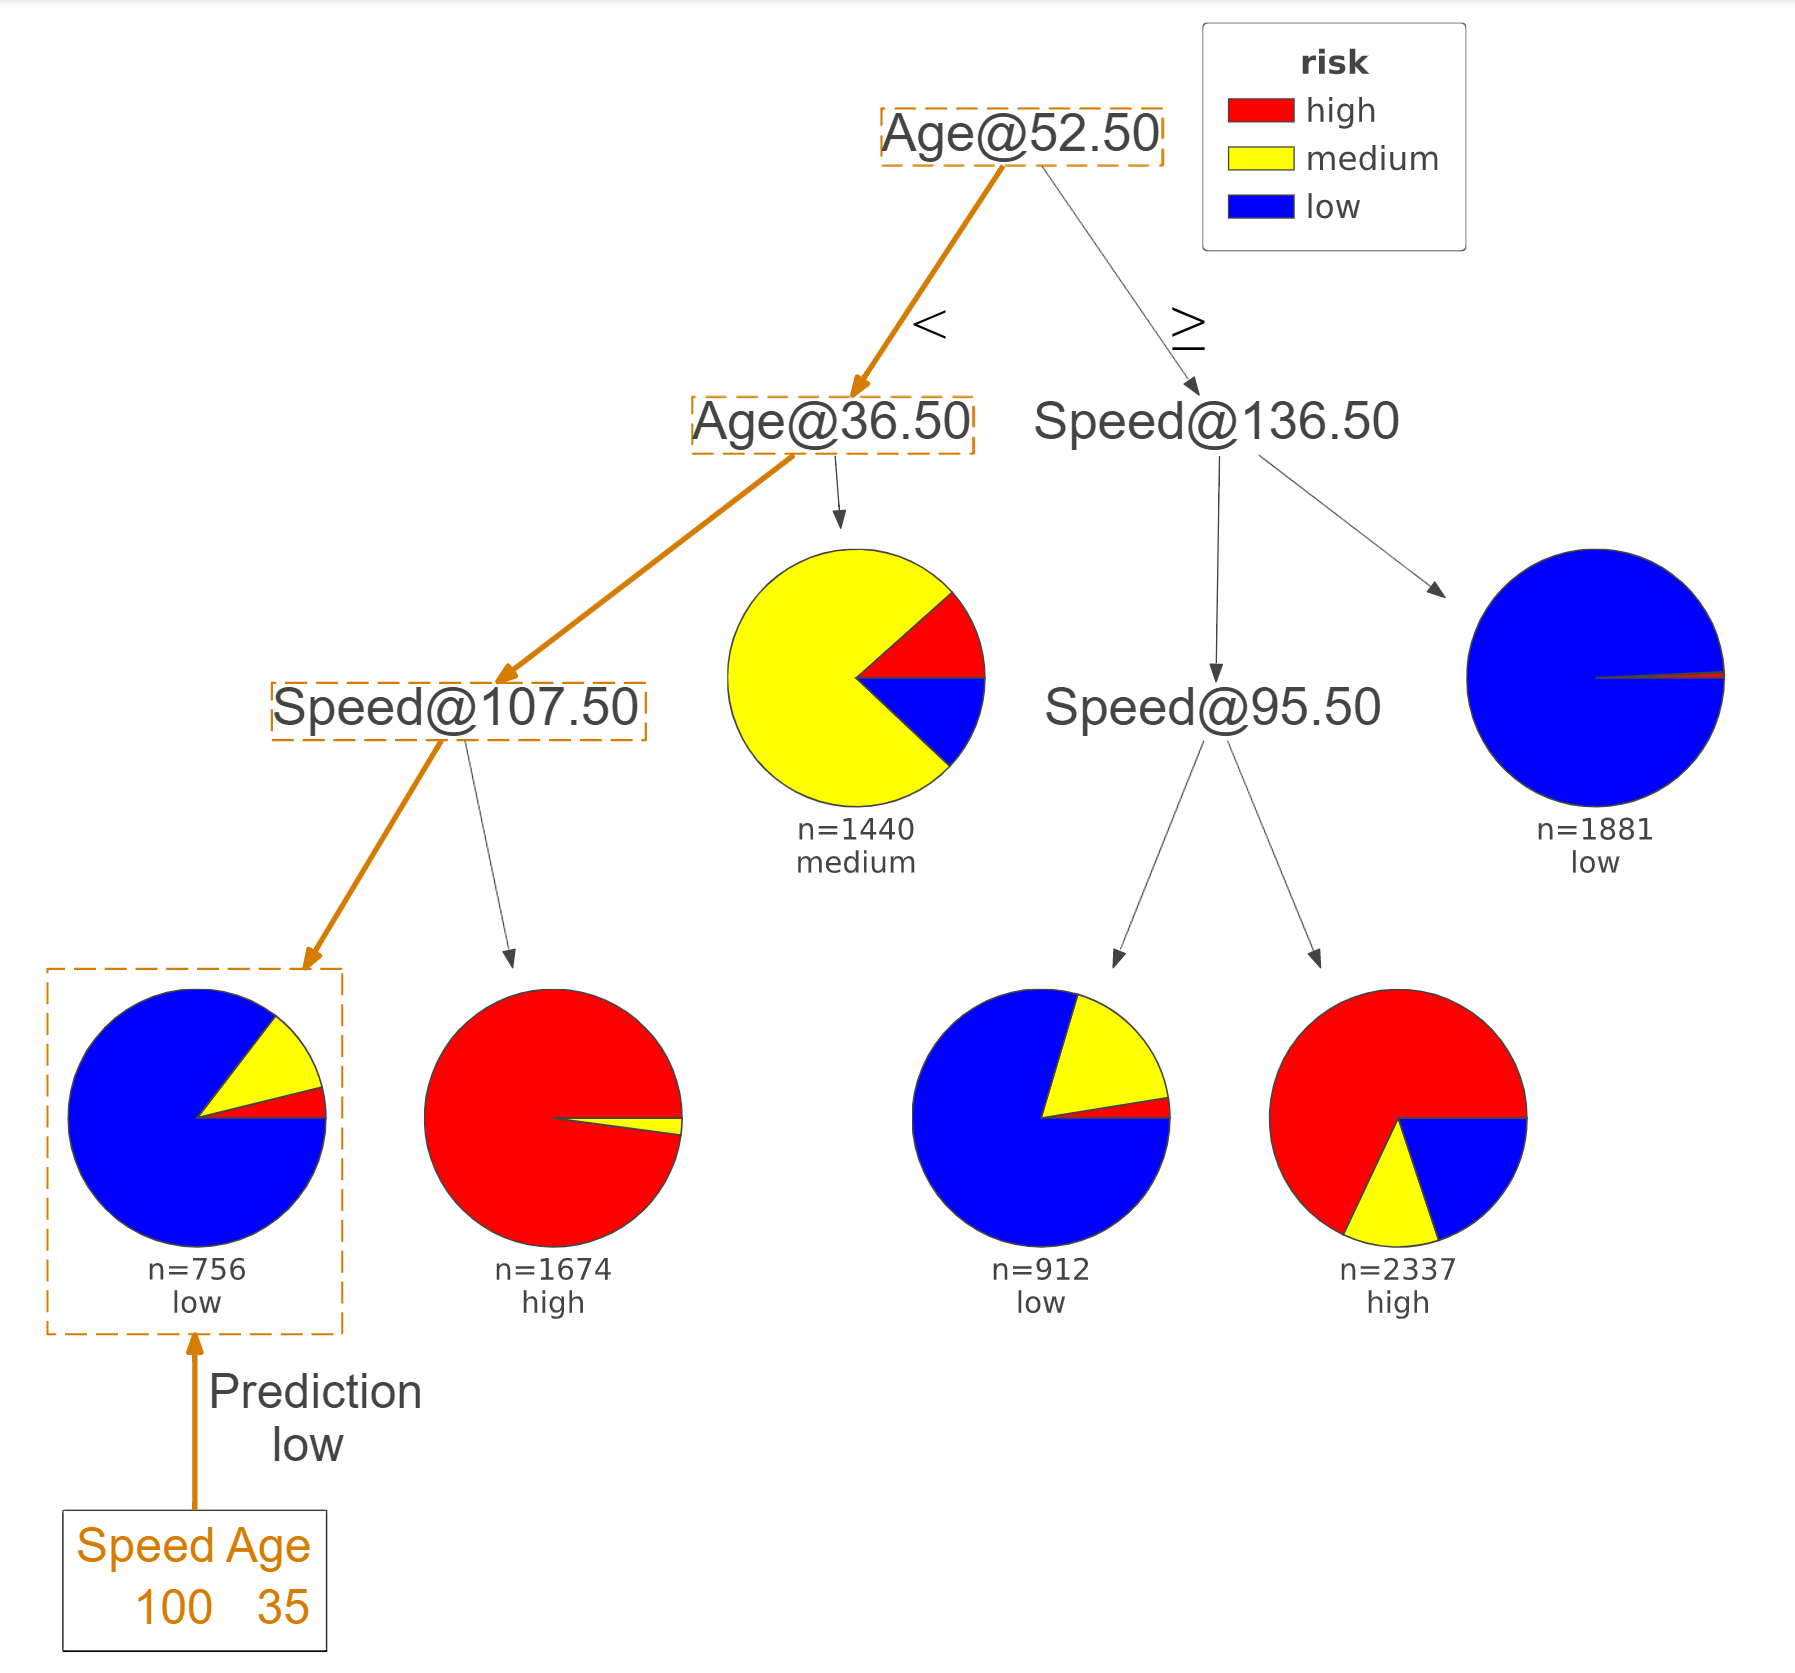 risk
high
medium
low
Age@52.50
<
≥
Age@36.50
Speed@136.50
Speed@107.50
Speed@95.50
n=1440
medium
n=1881
low
n=756
low
n=1674
high
n=912
low
n=2337
high
Prediction
low
Speed Age
100 35